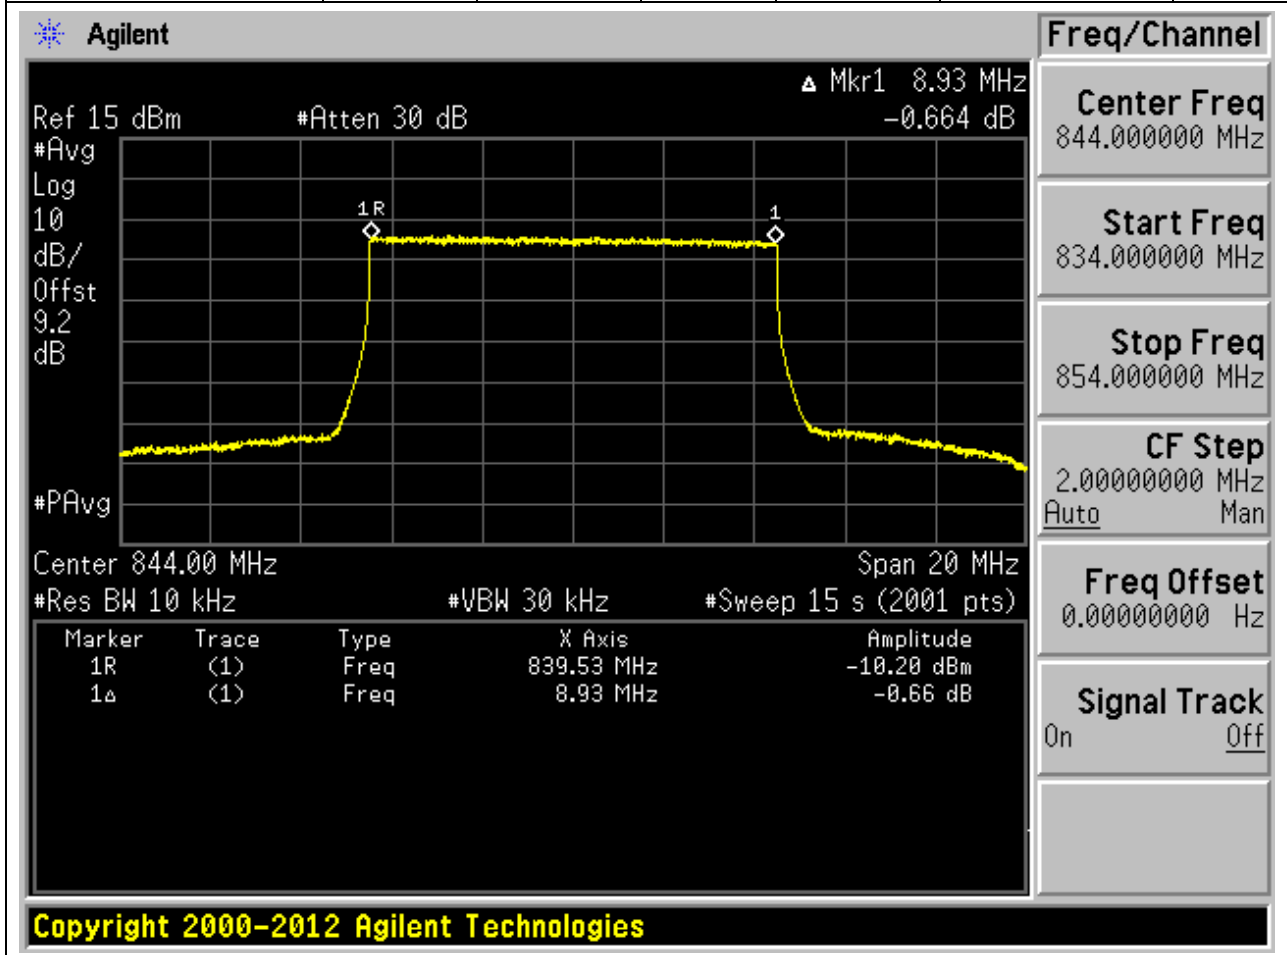 Agilent
Freq/Channel
▵ Mkr1 8.93 MHz
Ref 15 dBm #Atten 30 dB -0.664 dB
#Avg
Log
10
dB/
Offst
9.2
dB
1R
1
#PAvg
Center 844.00 MHz Span 20 MHz
#Res BW 10 kHz #VBW 30 kHz #Sweep 15 s (2001 pts)
Marker Trace Type X Axis Amplitude
1R (1) Freq 839.53 MHz -10.20 dBm
1▵ (1) Freq 8.93 MHz -0.66 dB
Center Freq
844.000000 MHz
Start Freq
834.000000 MHz
Stop Freq
854.000000 MHz
CF Step
2.00000000 MHz
Auto Man
Freq Offset
0.00000000 Hz
Signal Track
On Off
Copyright 2000-2012 Agilent Technologies